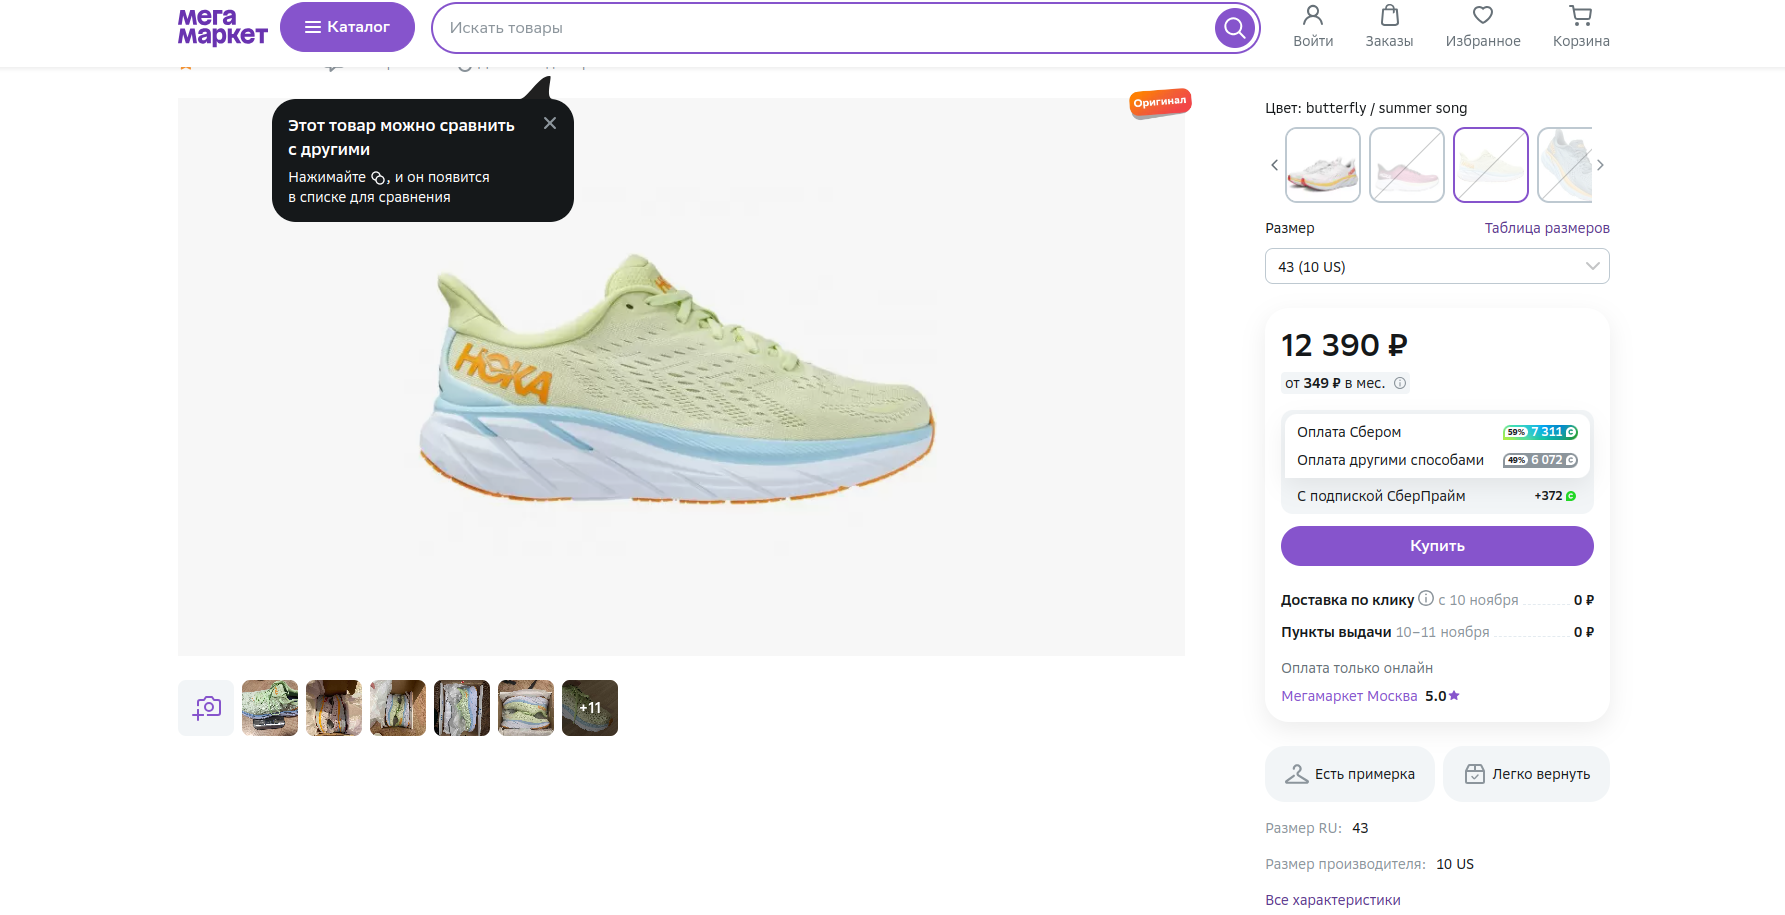 мега
маркет
Каталог
Искать товары
Войти
Заказы
Избранное
Корзина
Этот товар можно сравнить
с другими
Нажимайте , и он появится
в списке для сравнения
Оригинал
HOKA
+11
Цвет: butterfly / summer song
Размер
Таблица размеров
43 (10 US)
12 390 ₽
от 349 ₽ в мес.
Оплата Сбером 59% 7 311
Оплата другими способами 49% 6 072
С подпиской СберПрайм +372
Купить
Доставка по клику с 10 ноября 0 ₽
Пункты выдачи 10–11 ноября 0 ₽
Оплата только онлайн
Мегамаркет Москва 5.0
Есть примерка
Легко вернуть
Размер RU: 43
Размер производителя: 10 US
Все характеристики